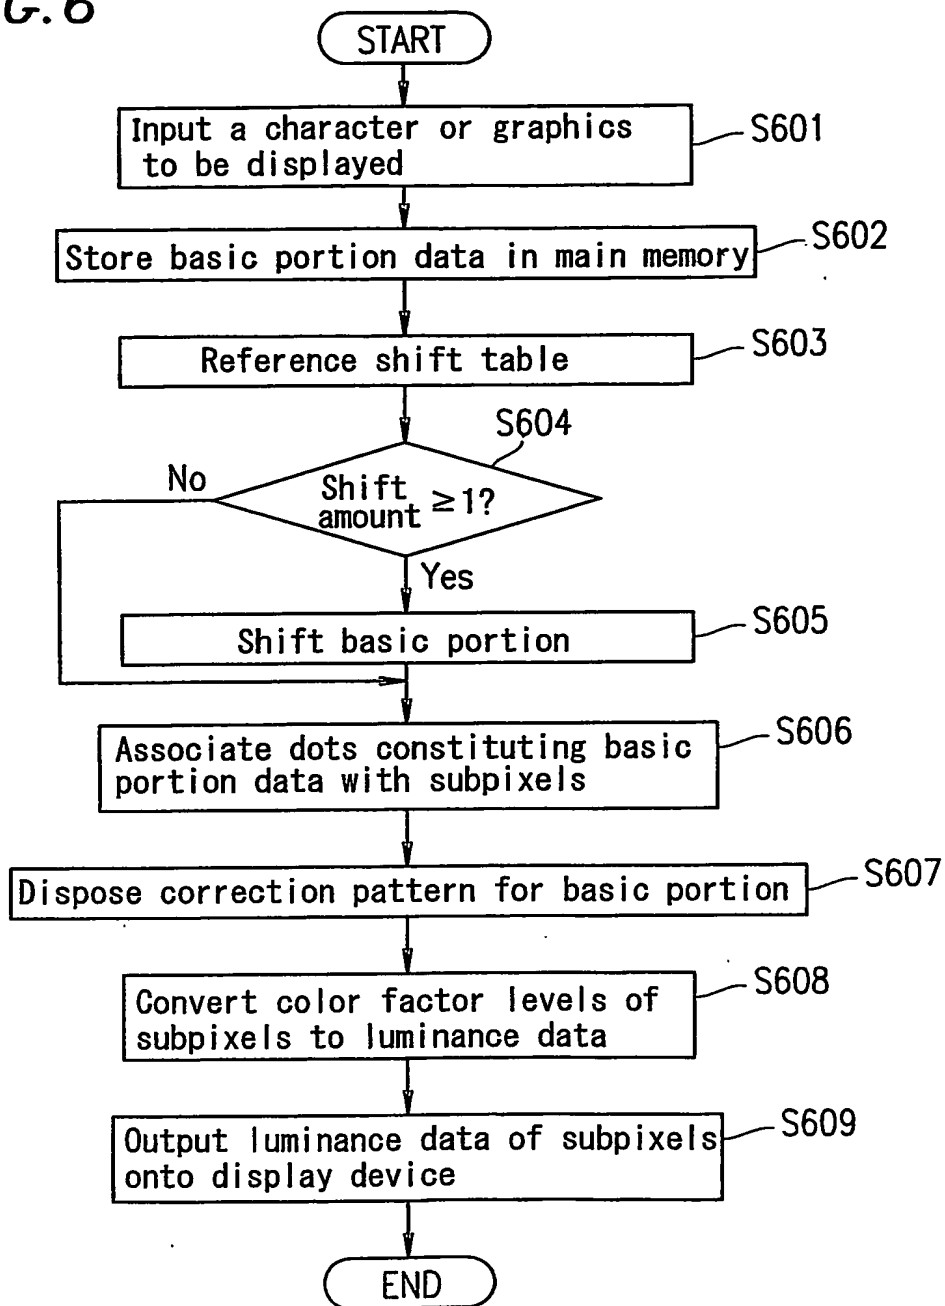 G.6
START
Input a character or graphics
to be displayed
S601
Store basic portion data in main memory
S602
Reference shift table
S603
S604
No
Shift
amount ≥1?
Yes
Shift basic portion
S605
Associate dots constituting basic
portion data with subpixels
S606
Dispose correction pattern for basic portion
S607
Convert color factor levels of
subpixels to luminance data
S608
Output luminance data of subpixels
onto display device
S609
END